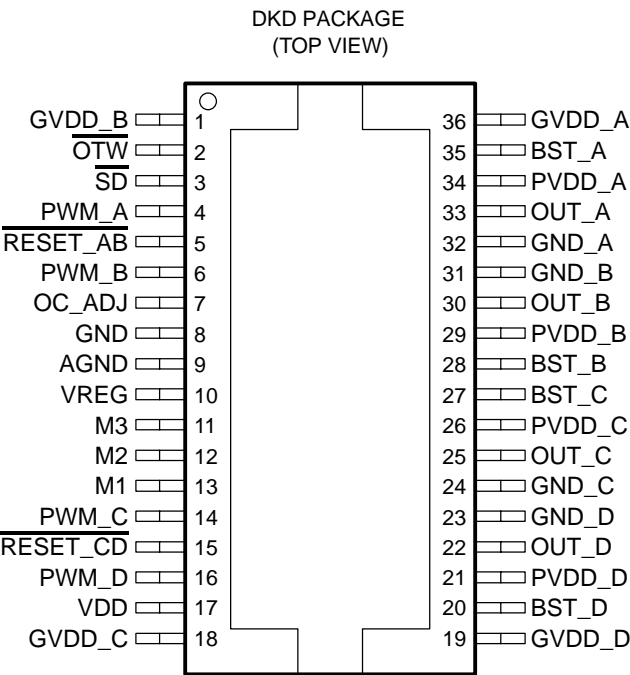 DKD PACKAGE
(TOP VIEW)
GVDD_B 1 36 GVDD_A
OTW 2 35 BST_A
SD 3 34 PVDD_A
PWM_A 4 33 OUT_A
RESET_AB 5 32 GND_A
PWM_B 6 31 GND_B
OC_ADJ 7 30 OUT_B
GND 8 29 PVDD_B
AGND 9 28 BST_B
VREG 10 27 BST_C
M3 11 26 PVDD_C
M2 12 25 OUT_C
M1 13 24 GND_C
PWM_C 14 23 GND_D
RESET_CD 15 22 OUT_D
PWM_D 16 21 PVDD_D
VDD 17 20 BST_D
GVDD_C 18 19 GVDD_D